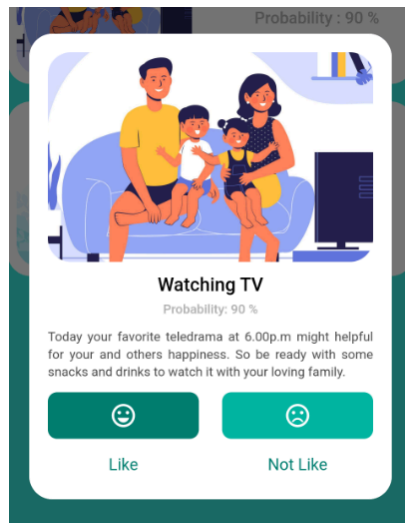 Probability : 90 %
Watching TV
Probability: 90 %
Today your favorite teledrama at 6.00p.m might helpful
for your and others happiness. So be ready with some
snacks and drinks to watch it with your loving family.
Like
Not Like